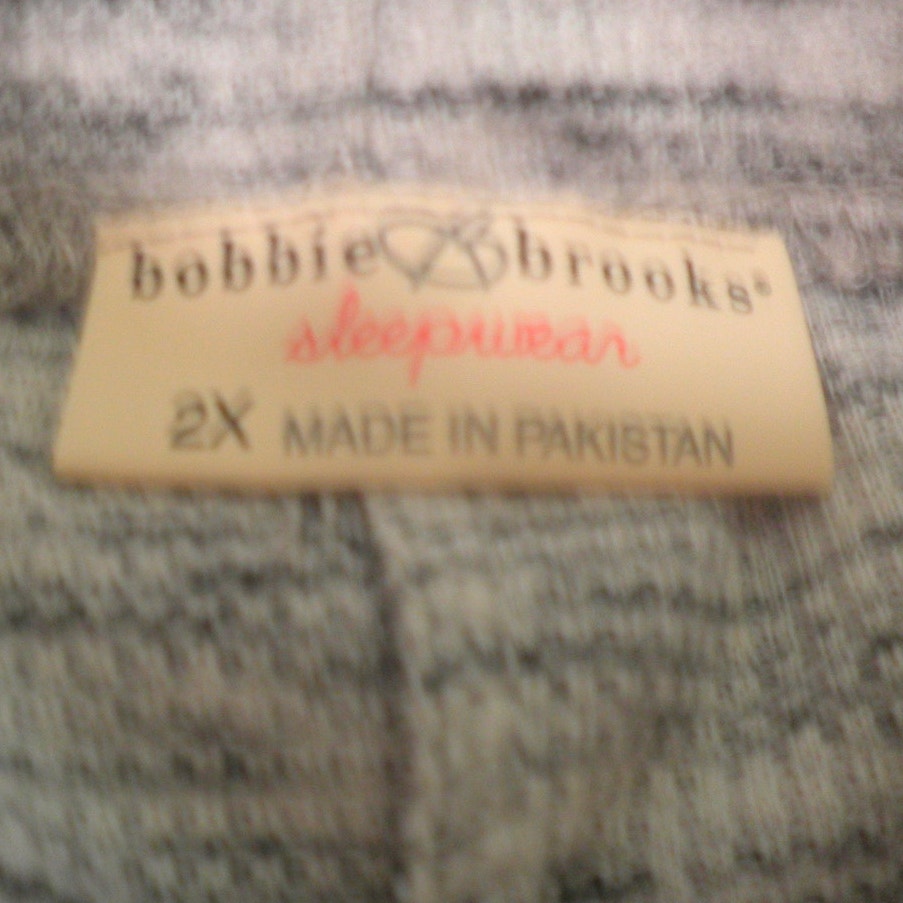 bobbie brooks®
sleepwear
2X MADE IN PAKISTAN